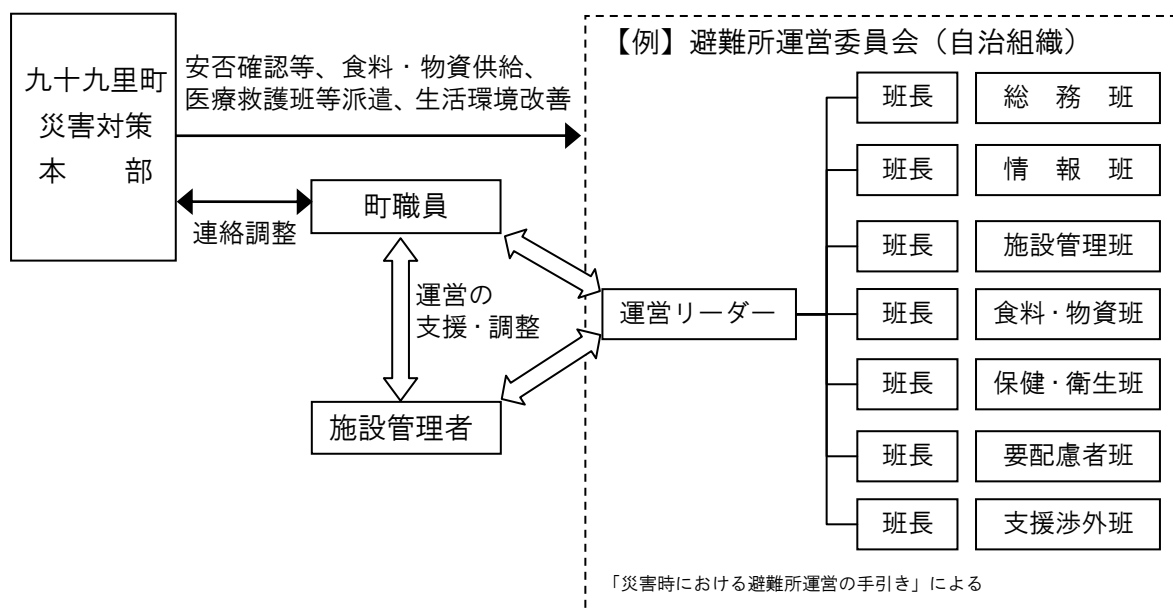 九十九里町
災害対策
本　部
安否確認等、食料・物資供給、
医療救護班等派遣、生活環境改善
連絡調整
町職員
運営の
支援・調整
施設管理者
【例】避難所運営委員会（自治組織）
運営リーダー
班長　総　務　班
班長　情　報　班
班長　施設管理班
班長　食料・物資班
班長　保健・衛生班
班長　要配慮者班
班長　支援渉外班
「災害時における避難所運営の手引き」による